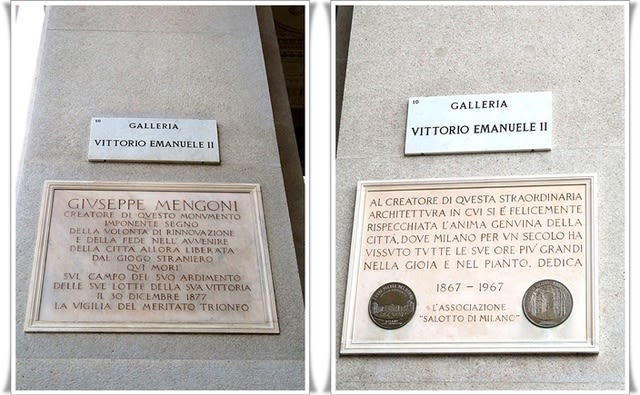 10
GALLERIA
VITTORIO EMANUELE II
GIVSEPPE MENGONI
CREATORE DI QVESTO MONVMENTO
IMPONENTE SEGNO
DELLA VOLONTÀ DI RINNOVAZIONE
E DELLA FEDE NELL'AVVENIRE
DELLA CITTÀ ALLORA LIBERATA
DAL GIOGO STRANIERO
QVI MORÌ
SVL CAMPO DEL SVO ARDIMENTO
DELLE SVE LOTTE DELLA SVA VITTORIA
IL 30 DICEMBRE 1877
LA VIGILIA DEL MERITATO TRIONFO
10
GALLERIA
VITTORIO EMANUELE II
AL CREATORE DI QVESTA STRAORDINARIA
ARCHITETTVRA IN CVI SI É FELICEMENTE
RISPECCHIATA L'ANIMA GENVINA DELLA
CITTÀ, DOVE MILANO PER VN SECOLO HA
VISSVTO TVTTE LE SVE ORE PIV' GRANDI
NELLA GIOIA E NEL PIANTO, DEDICA
1867 - 1967
L'ASSOCIAZIONE
"SALOTTO DI MILANO"